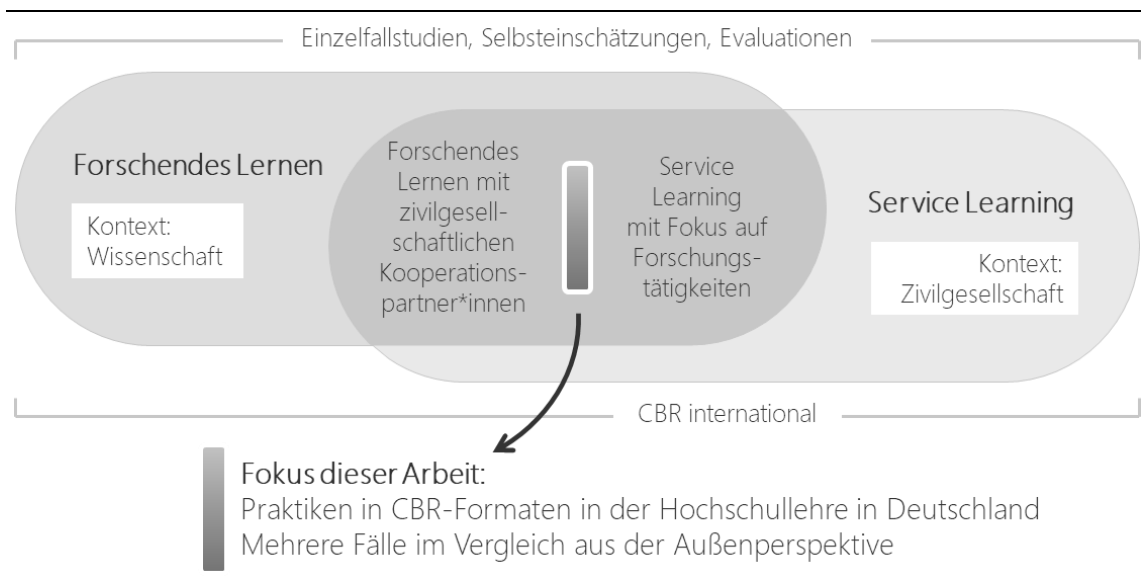 Einzelfallstudien, Selbsteinschätzungen, Evaluationen
Forschendes Lernen
Kontext:
Wissenschaft
Forschendes
Lernen mit
zivilgesell-
schaftlichen
Kooperations-
partner*innen
Service
Learning
mit Fokus auf
Forschungs-
tätigkeiten
Service Learning
Kontext:
Zivilgesellschaft
CBR international
Fokus dieser Arbeit:
Praktiken in CBR-Formaten in der Hochschullehre in Deutschland
Mehrere Fälle im Vergleich aus der Außenperspektive